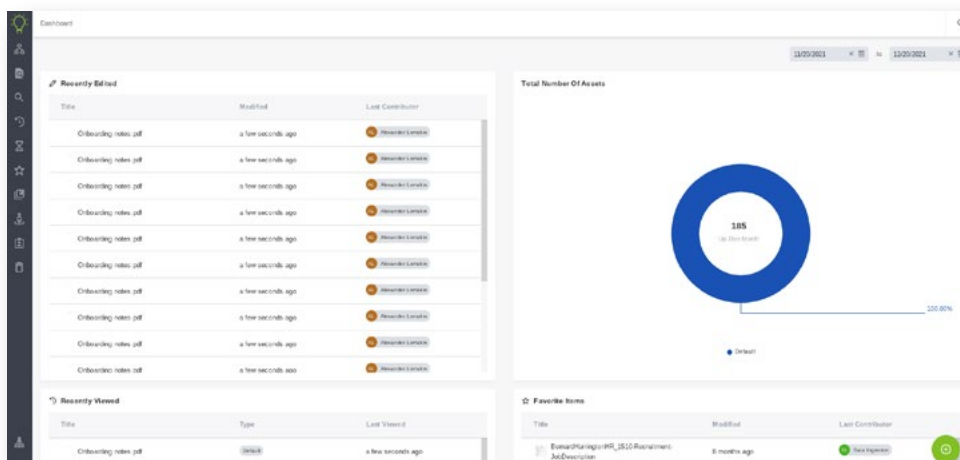 Dashboard
11/20/2021 to 12/20/2021
Recently Edited
Title Modified Last Contributor
Onboarding notes.pdf a few seconds ago
Onboarding notes.pdf a few seconds ago
Onboarding notes.pdf a few seconds ago
Onboarding notes.pdf a few seconds ago
Onboarding notes.pdf a few seconds ago
Onboarding notes.pdf a few seconds ago
Onboarding notes.pdf a few seconds ago
Onboarding notes.pdf a few seconds ago
Onboarding notes.pdf a few seconds ago
Onboarding notes.pdf a few seconds ago
Total Number Of Assets
185
100.00%
Default
Recently Viewed
Title Type Last Viewed
Onboarding notes.pdf Default a few seconds ago
Favorite Items
Title Modified Last Contributor
8 months ago
JobDescription